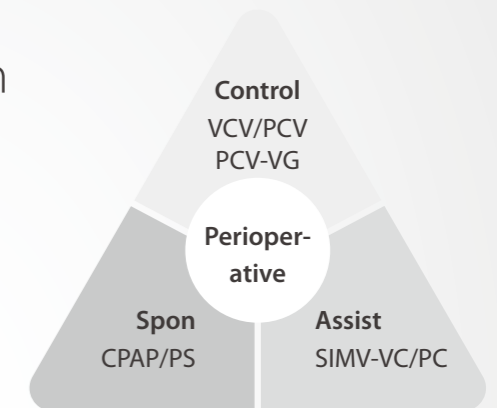 Control
VCV/PCV
PCV-VG
Perioper-
ative
Spon
CPAP/PS
Assist
SIMV-VC/PC